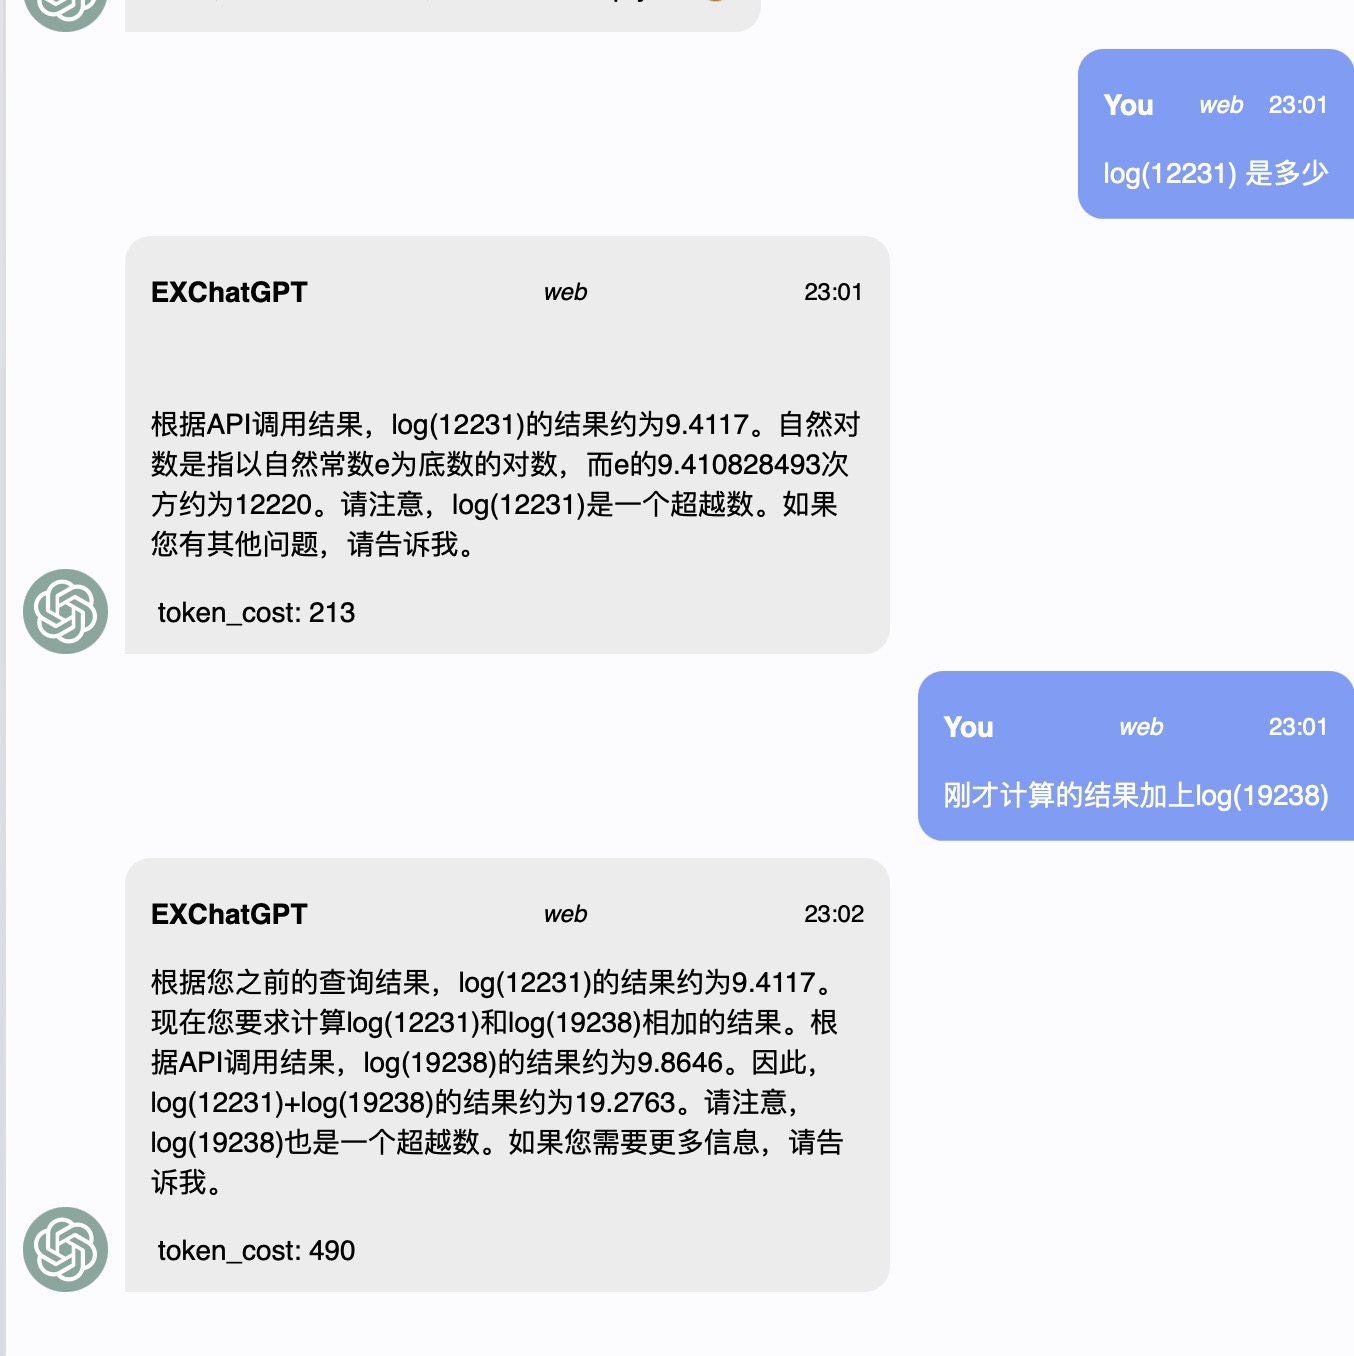 You web 23:01
log(12231) 是多少
EXChatGPT web 23:01
根据API调用结果，log(12231)的结果约为9.4117。自然对
数是指以自然常数e为底数的对数，而e的9.410828493次
方约为12220。请注意，log(12231)是一个超越数。如果
您有其他问题，请告诉我。
token_cost: 213
You web 23:01
刚才计算的结果加上log(19238)
EXChatGPT web 23:02
根据您之前的查询结果，log(12231)的结果约为9.4117。
现在您要求计算log(12231)和log(19238)相加的结果。根
据API调用结果，log(19238)的结果约为9.8646。因此，
log(12231)+log(19238)的结果约为19.2763。请注意，
log(19238)也是一个超越数。如果您需要更多信息，请告
诉我。
token_cost: 490